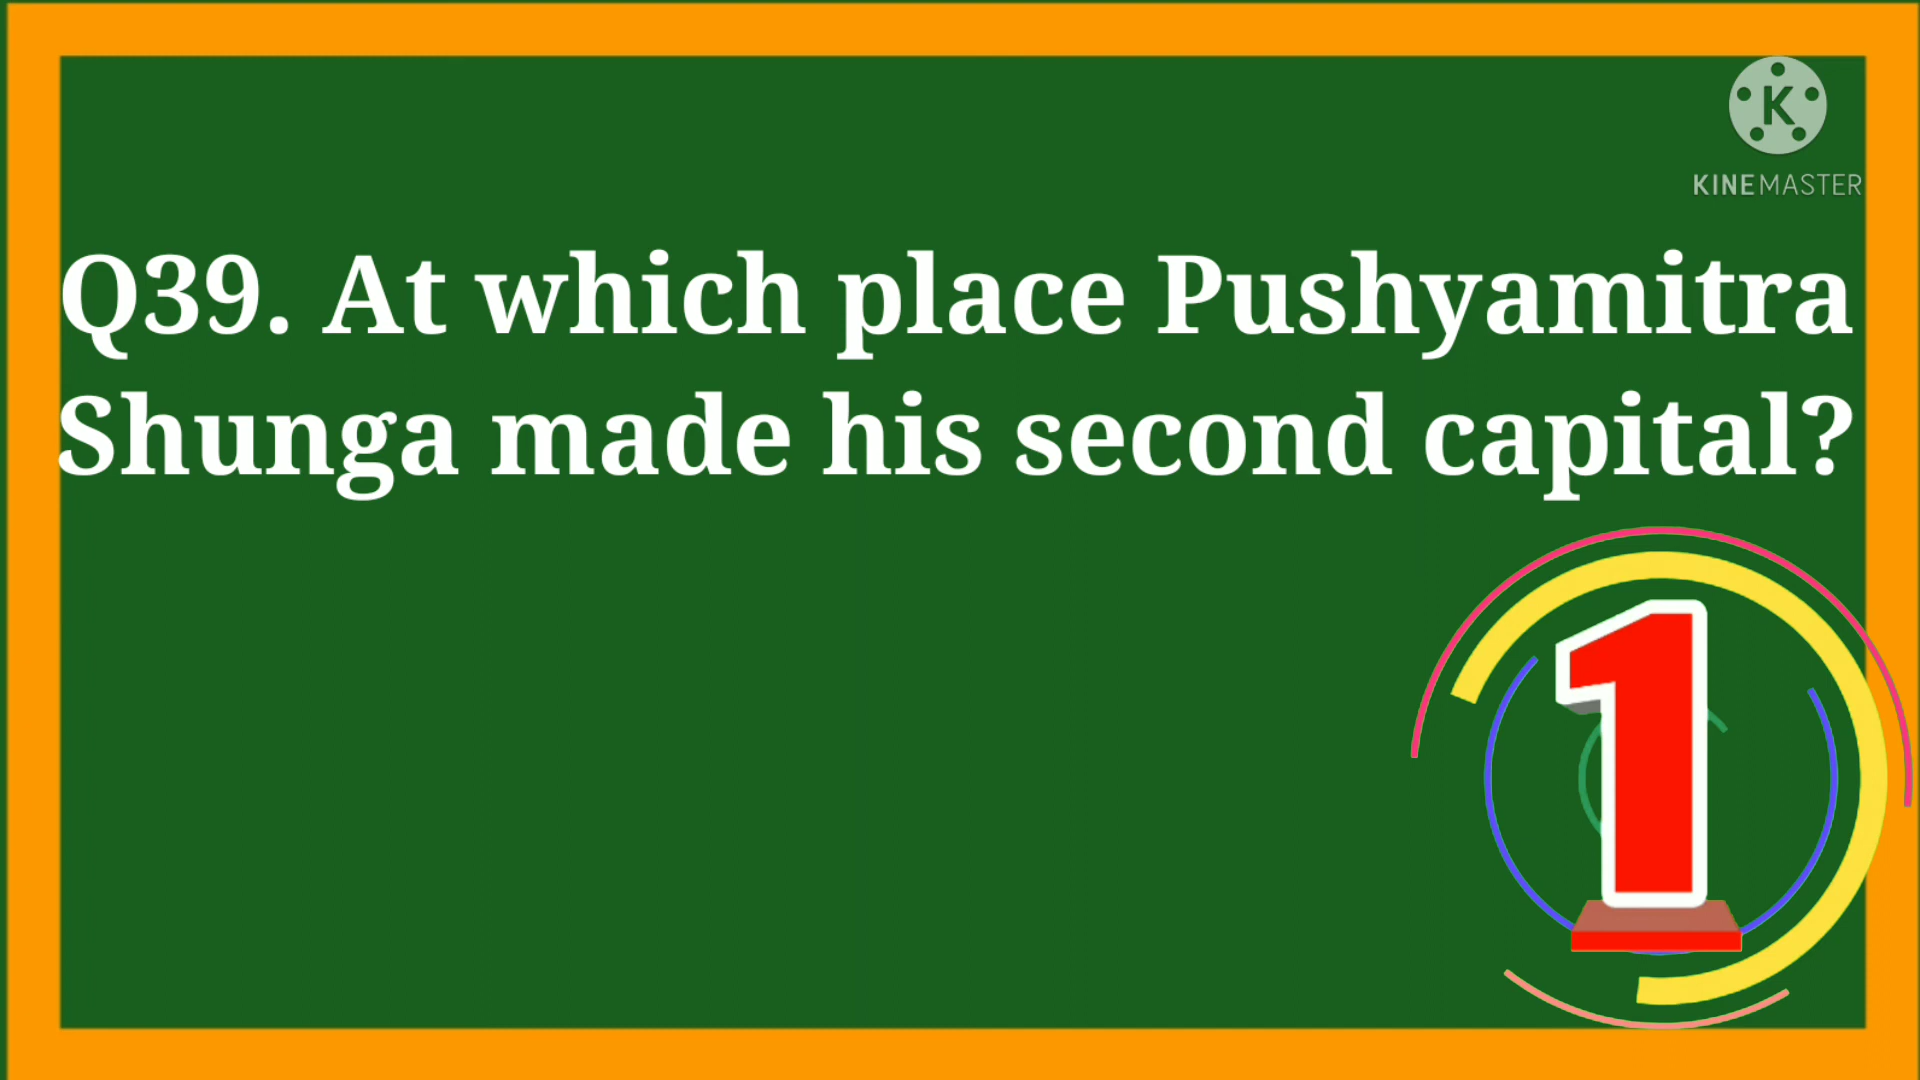 K
KINEMASTER
Q39. At which place Pushyamitra
Shunga made his second capital?
1